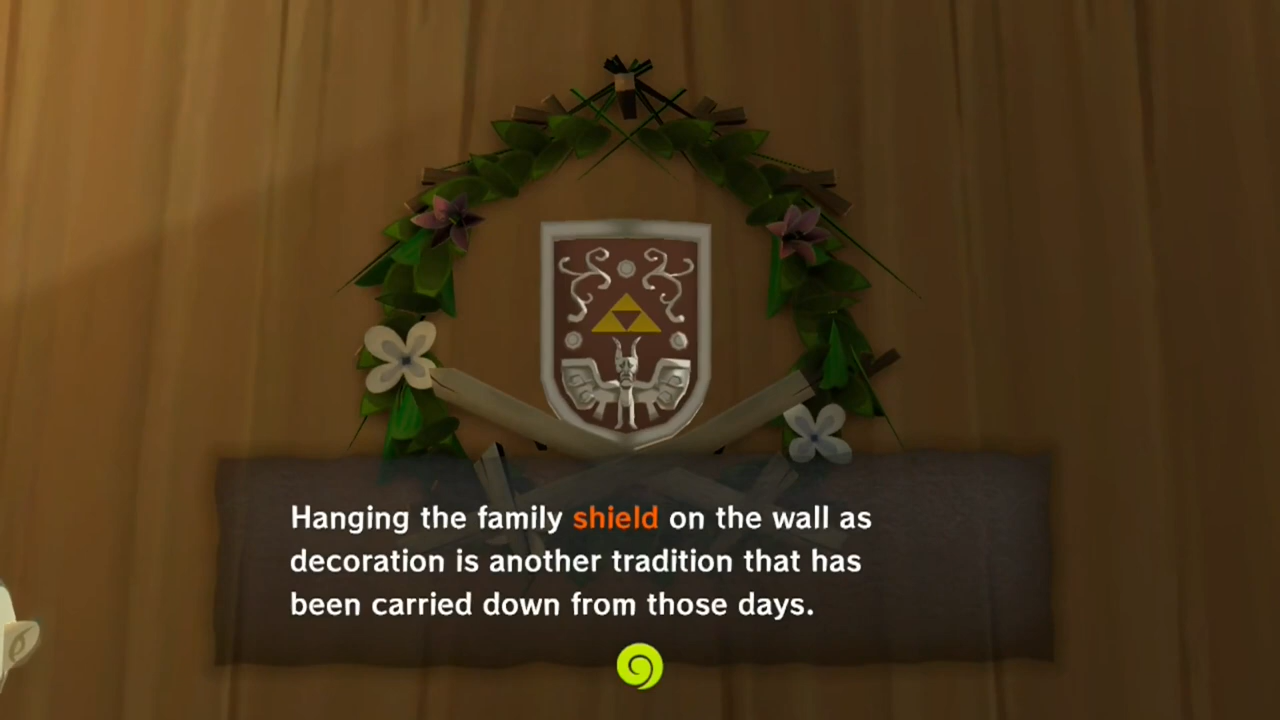 Hanging the family shield on the wall as
decoration is another tradition that has
been carried down from those days.